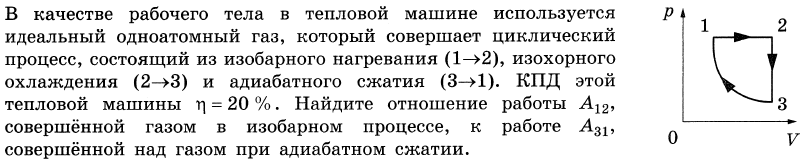 В качестве рабочего тела в тепловой машине используется
идеальный одноатомный газ, который совершает циклический
процесс, состоящий из изобарного нагревания (1→2), изохорного
охлаждения (2→3) и адиабатного сжатия (3→1). КПД этой
тепловой машины η = 20 %. Найдите отношение работы A₁₂,
совершённой газом в изобарном процессе, к работе A₃₁,
совершённой над газом при адиабатном сжатии.
p
1 2
3
0 V